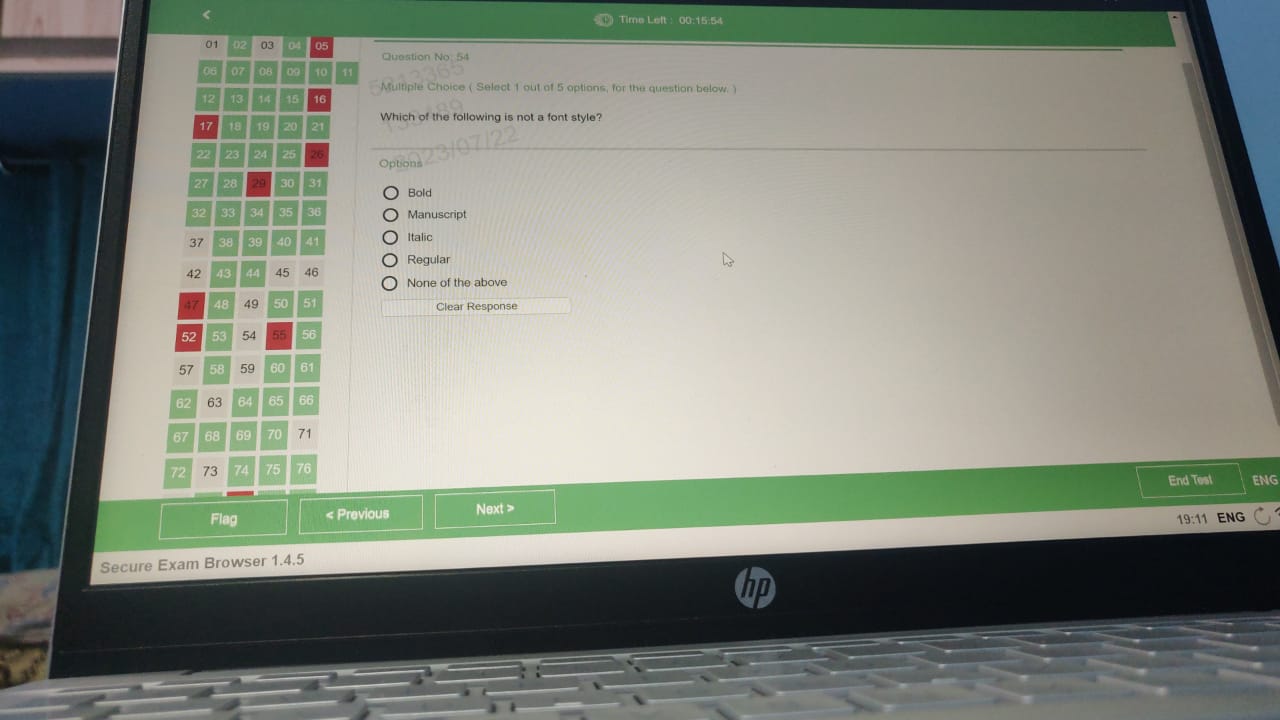 <
Time Left : 00:15:54
01 02 03 04 05
06 07 08 09 10 11
12 13 14 15 16
17 18 19 20 21
22 23 24 25 26
27 28 29 30 31
32 33 34 35 36
37 38 39 40 41
42 43 44 45 46
47 48 49 50 51
52 53 54 55 56
57 58 59 60 61
62 63 64 65 66
67 68 69 70 71
72 73 74 75 76
Question No: 54
Multiple Choice ( Select 1 out of 5 options, for the question below. )
Which of the following is not a font style?
2023/07/22
Options
Bold
Manuscript
Italic
Regular
None of the above
Clear Response
Flag
< Previous
Next >
End Test
ENG
19:11 ENG
Secure Exam Browser 1.4.5
hp